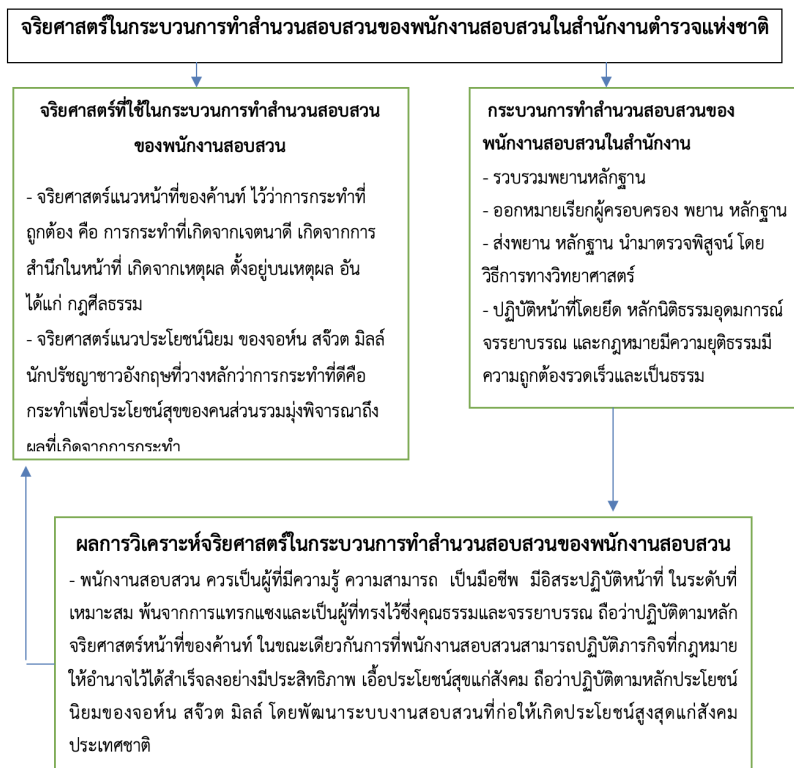 จริยศาสตร์ในกระบวนการทำสำนวนสอบสวนของพนักงานสอบสวนในสำนักงานตำรวจแห่งชาติ
จริยศาสตร์ที่ใช้ในกระบวนการทำสำนวนสอบสวน
ของพนักงานสอบสวน
- จริยศาสตร์แนวหน้าที่ของค้านท์ ไว้ว่าการกระทำที่
ถูกต้อง คือ การกระทำที่เกิดจากเจตนาดี เกิดจากการ
สำนึกในหน้าที่ เกิดจากเหตุผล ตั้งอยู่บนเหตุผล อัน
ได้แก่ กฎศีลธรรม
- จริยศาสตร์แนวประโยชน์นิยม ของจอห์น สจ๊วต มิลล์
นักปรัชญาชาวอังกฤษที่วางหลักว่าการกระทำที่ดีคือ
กระทำเพื่อประโยชน์สุขของคนส่วนรวมมุ่งพิจารณาถึง
ผลที่เกิดจากการกระทำ
กระบวนการทำสำนวนสอบสวนของ
พนักงานสอบสวนในสำนักงาน
- รวบรวมพยานหลักฐาน
- ออกหมายเรียกผู้ครอบครอง พยาน หลักฐาน
- ส่งพยาน หลักฐาน นำมาตรวจพิสูจน์ โดย
วิธีการทางวิทยาศาสตร์
- ปฏิบัติหน้าที่โดยยึด หลักนิติธรรมอุดมการณ์
จรรยาบรรณ และกฎหมายมีความยุติธรรมมี
ความถูกต้องรวดเร็วและเป็นธรรม
ผลการวิเคราะห์จริยศาสตร์ในกระบวนการทำสำนวนสอบสวนของพนักงานสอบสวน
- พนักงานสอบสวน ควรเป็นผู้ที่มีความรู้ ความสามารถ เป็นมือชีพ มีอิสระปฏิบัติหน้าที่ ในระดับที่
เหมาะสม พ้นจากการแทรกแซงและเป็นผู้ที่ทรงไว้ซึ่งคุณธรรมและจรรยาบรรณ ถือว่าปฏิบัติตามหลัก
จริยศาสตร์หน้าที่ของค้านท์ ในขณะเดียวกันการที่พนักงานสอบสวนสามารถปฏิบัติภารกิจที่กฎหมาย
ให้อำนาจไว้ได้สำเร็จลงอย่างมีประสิทธิภาพ เอื้อประโยชน์สุขแก่สังคม ถือว่าปฏิบัติตามหลักประโยชน์
นิยมของจอห์น สจ๊วต มิลล์ โดยพัฒนาระบบงานสอบสวนที่ก่อให้เกิดประโยชน์สูงสุดแก่สังคม
ประเทศชาติ